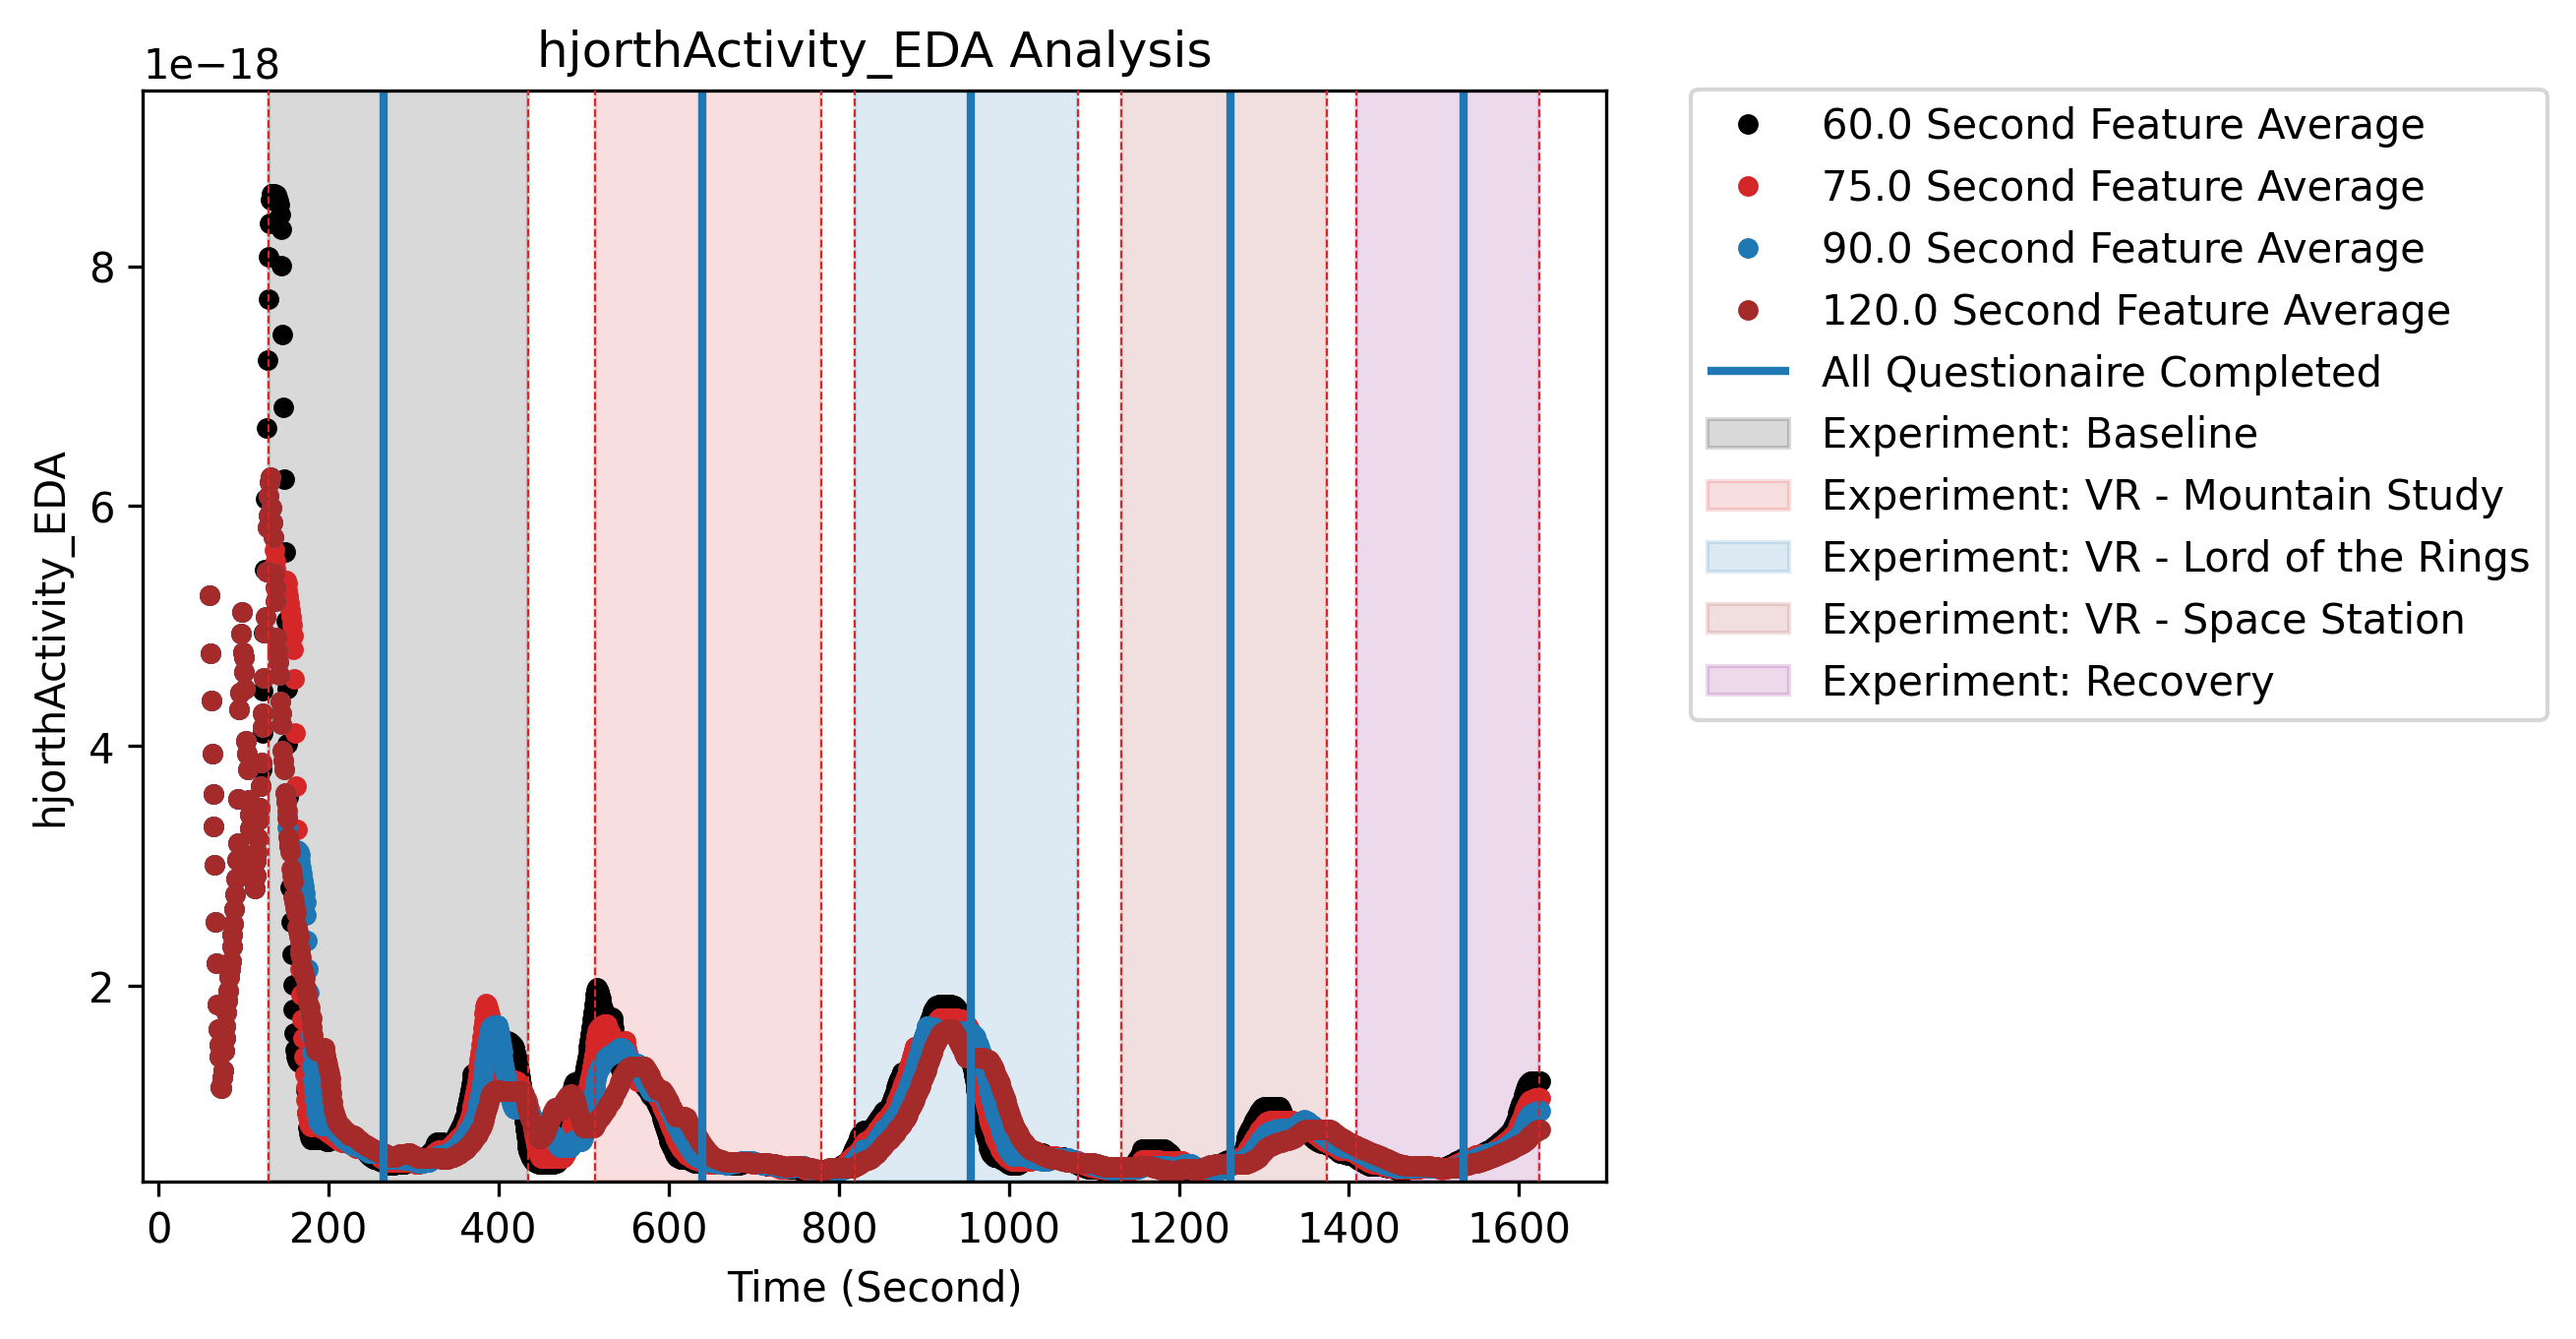 hjorthActivity_EDA Analysis
1e−18
8
6
4
2
hjorthActivity_EDA
0 200 400 600 800 1000 1200 1400 1600
Time (Second)
60.0 Second Feature Average
75.0 Second Feature Average
90.0 Second Feature Average
120.0 Second Feature Average
All Questionaire Completed
Experiment: Baseline
Experiment: VR - Mountain Study
Experiment: VR - Lord of the Rings
Experiment: VR - Space Station
Experiment: Recovery